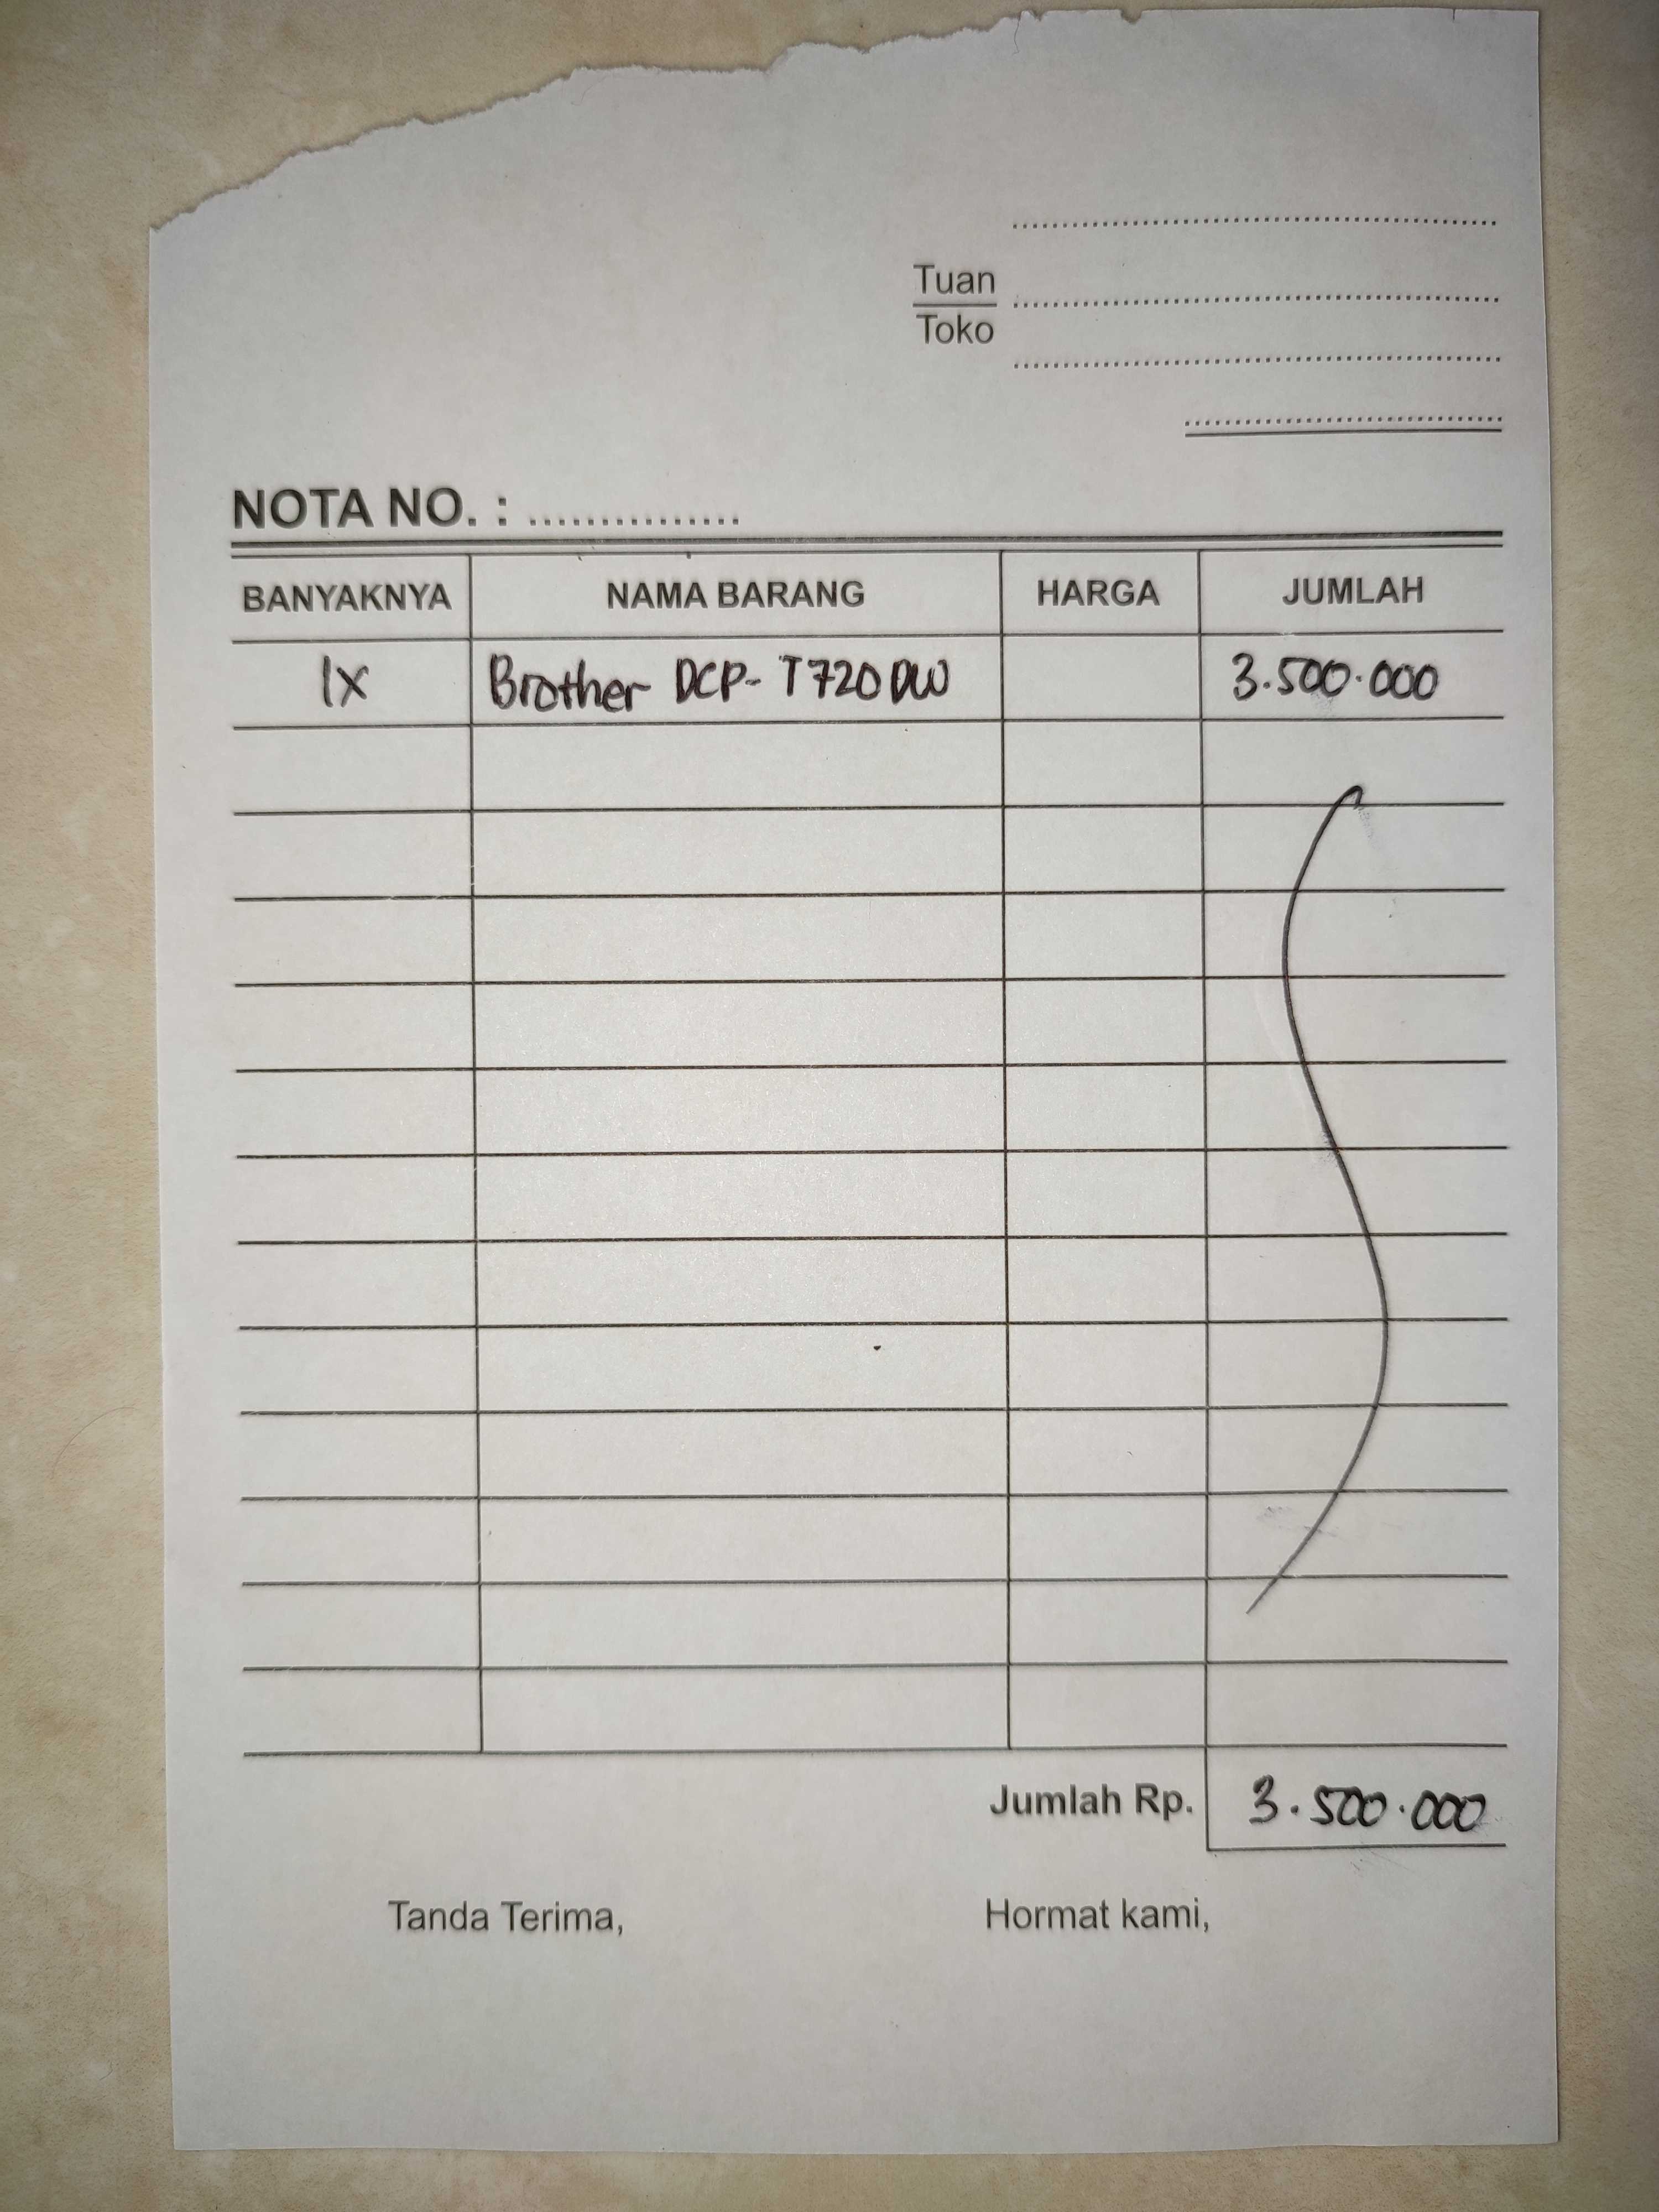 Tuan
Toko
NOTA NO. : ...............
BANYAKNYA NAMA BARANG HARGA JUMLAH
1x Brother DCP-T720DW 3.500.000
Jumlah Rp. 3.500.000
Tanda Terima, Hormat kami,